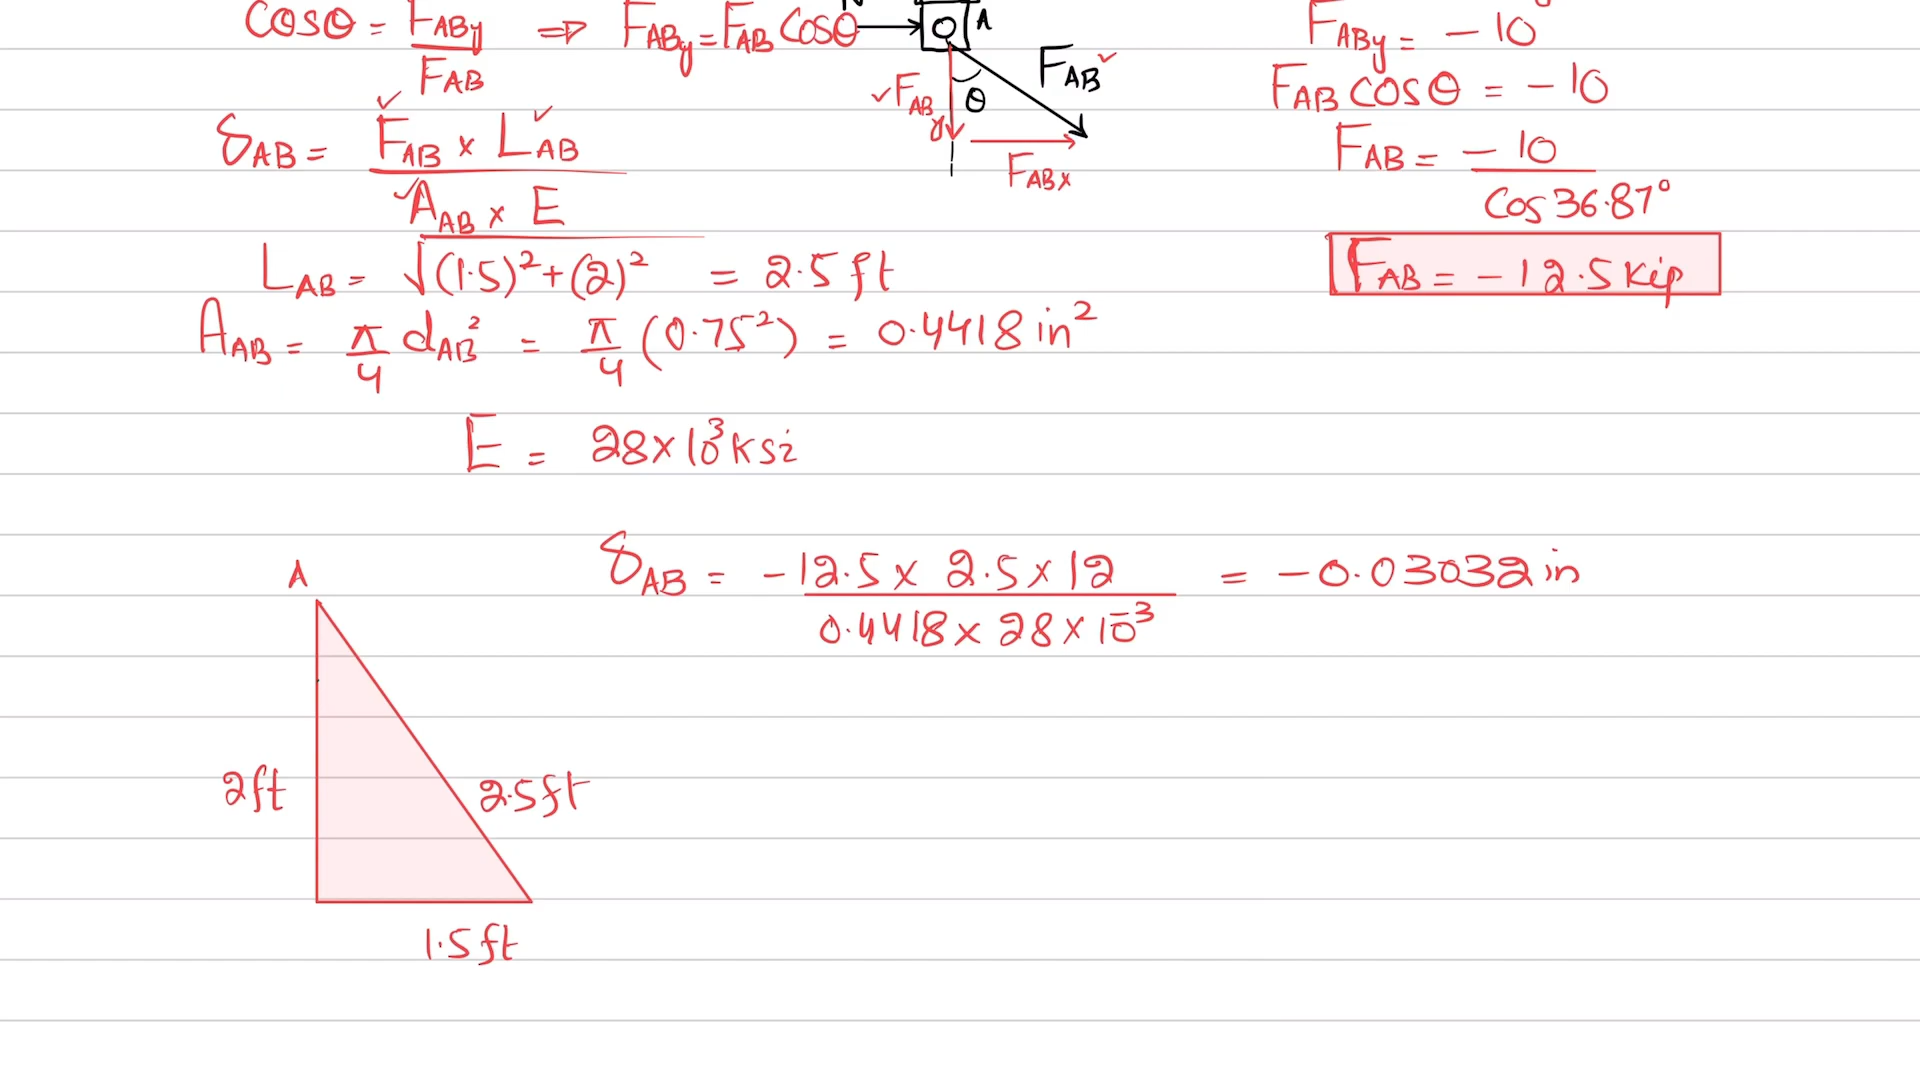 Cosθ = F_ABy / F_AB ⇒ F_ABy = F_AB Cosθ
A
F_AB
θ
F_ABy
F_ABx
δ_AB = F_AB × L_AB / A_AB × E
L_AB = √(1.5)² + (2)² = 2.5 ft
A_AB = π/4 d_AB² = π/4 (0.75²) = 0.4418 in²
E = 28×10³ ksi
F_ABy = -10
F_AB cosθ = -10
F_AB = -10 / Cos 36.87°
F_AB = -12.5 kip
δ_AB = -12.5 × 2.5 × 12 / 0.4418 × 28 × 10⁻³ = -0.03032 in
A
2ft
2.5ft
1.5ft